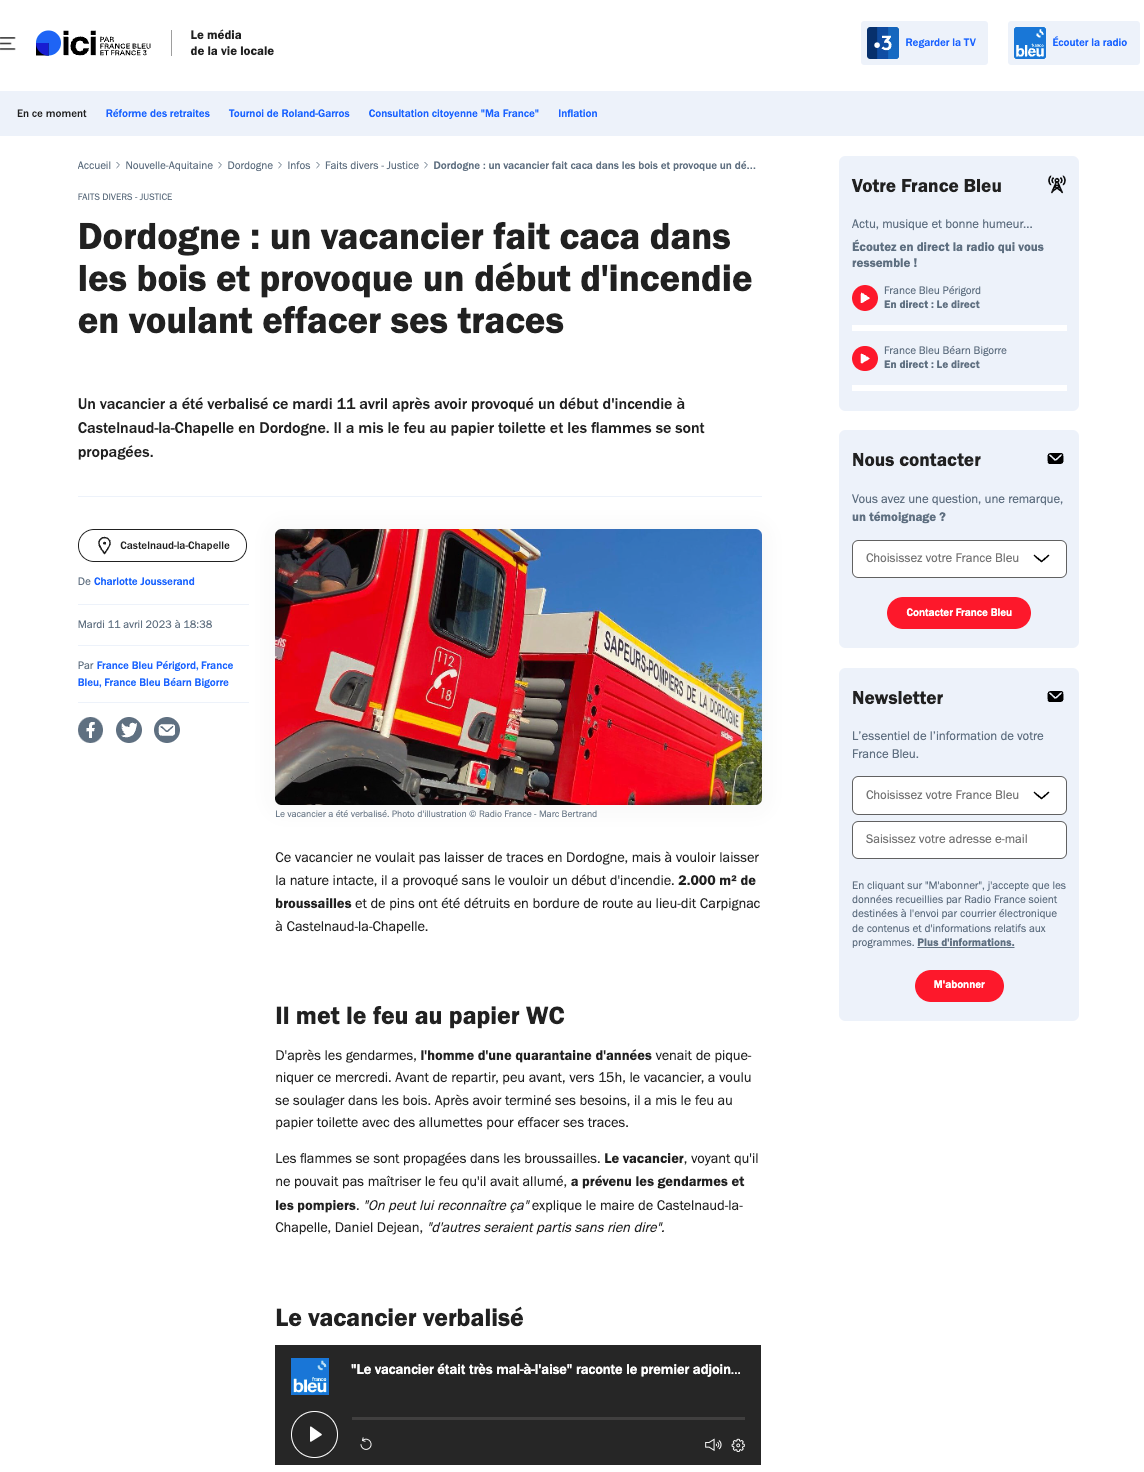 ici PAR
FRANCE BLEU
ET FRANCE 3
Le média
de la vie locale
3 Regarder la TV
france
bleu
Écouter la radio
En ce moment Réforme des retraites Tournoi de Roland-Garros Consultation citoyenne "Ma France" Inflation
Accueil > Nouvelle-Aquitaine > Dordogne > Infos > Faits divers - Justice > Dordogne : un vacancier fait caca dans les bois et provoque un dé...
FAITS DIVERS - JUSTICE
Dordogne : un vacancier fait caca dans
les bois et provoque un début d'incendie
en voulant effacer ses traces
Un vacancier a été verbalisé ce mardi 11 avril après avoir provoqué un début d'incendie à
Castelnaud-la-Chapelle en Dordogne. Il a mis le feu au papier toilette et les flammes se sont
propagées.
Castelnaud-la-Chapelle
De Charlotte Jousserand
Mardi 11 avril 2023 à 18:38
Par France Bleu Périgord, France
Bleu, France Bleu Béarn Bigorre
112
18
SAPEURS-POMPIERS DE LA DORDOGNE
sides
Le vacancier a été verbalisé. Photo d'illustration © Radio France - Marc Bertrand
Ce vacancier ne voulait pas laisser de traces en Dordogne, mais à vouloir laisser
la nature intacte, il a provoqué sans le vouloir un début d'incendie. 2.000 m² de
broussailles et de pins ont été détruits en bordure de route au lieu-dit Carpignac
à Castelnaud-la-Chapelle.
Il met le feu au papier WC
D'après les gendarmes, l'homme d'une quarantaine d'années venait de pique-
niquer ce mercredi. Avant de repartir, peu avant, vers 15h, le vacancier, a voulu
se soulager dans les bois. Après avoir terminé ses besoins, il a mis le feu au
papier toilette avec des allumettes pour effacer ses traces.
Les flammes se sont propagées dans les broussailles. Le vacancier, voyant qu'il
ne pouvait pas maîtriser le feu qu'il avait allumé, a prévenu les gendarmes et
les pompiers. "On peut lui reconnaître ça" explique le maire de Castelnaud-la-
Chapelle, Daniel Dejean, "d'autres seraient partis sans rien dire".
Le vacancier verbalisé
france
bleu
"Le vacancier était très mal-à-l'aise" raconte le premier adjoin...
Votre France Bleu
Actu, musique et bonne humeur...
Écoutez en direct la radio qui vous
ressemble !
France Bleu Périgord
En direct : Le direct
France Bleu Béarn Bigorre
En direct : Le direct
Nous contacter
Vous avez une question, une remarque,
un témoignage ?
Choisissez votre France Bleu
Contacter France Bleu
Newsletter
L'essentiel de l'information de votre
France Bleu.
Choisissez votre France Bleu
Saisissez votre adresse e-mail
En cliquant sur "M'abonner", j'accepte que les
données recueillies par Radio France soient
destinées à l'envoi par courrier électronique
de contenus et d'informations relatifs aux
programmes. Plus d'informations.
M'abonner